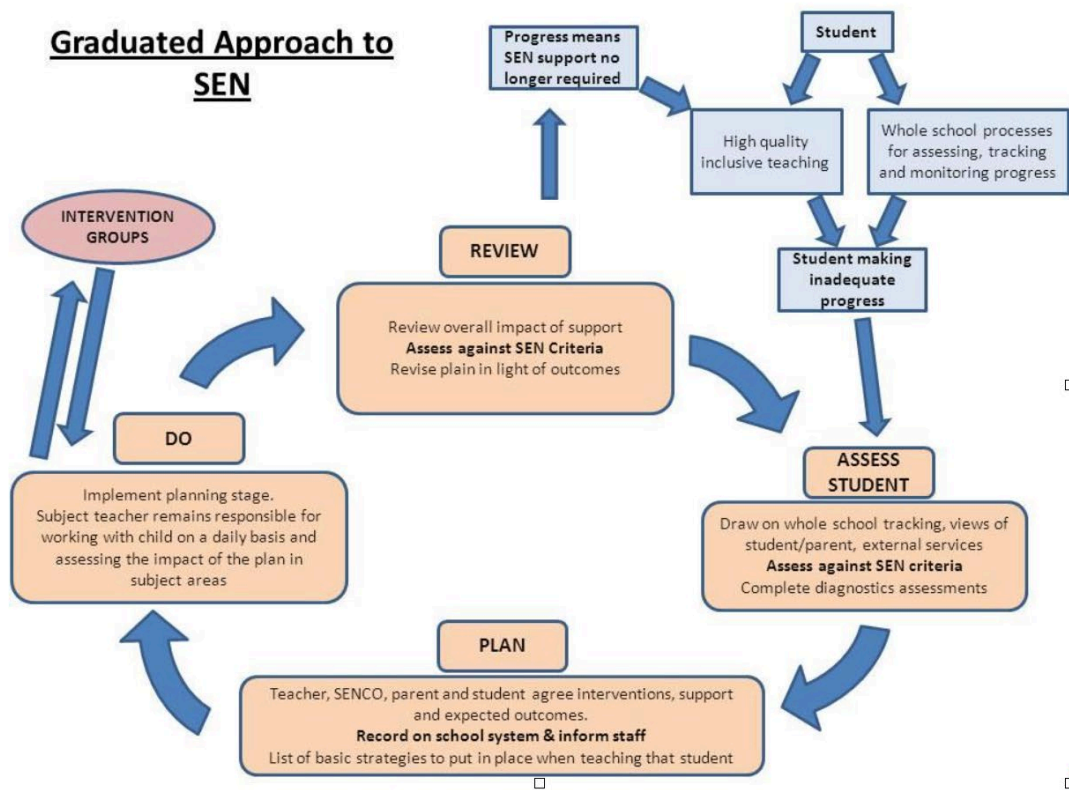 Graduated Approach to
SEN
Progress means
SEN support no
longer required
Student
High quality
inclusive teaching
Whole school processes
for assessing, tracking
and monitoring progress
Student making
inadequate
progress
INTERVENTION
GROUPS
REVIEW
Review overall impact of support
Assess against SEN Criteria
Revise plain in light of outcomes
DO
Implement planning stage.
Subject teacher remains responsible for
working with child on a daily basis and
assessing the impact of the plan in
subject areas
ASSESS
STUDENT
Draw on whole school tracking, views of
student/parent, external services
Assess against SEN criteria
Complete diagnostics assessments
PLAN
Teacher, SENCO, parent and student agree interventions, support
and expected outcomes.
Record on school system & inform staff
List of basic strategies to put in place when teaching that student